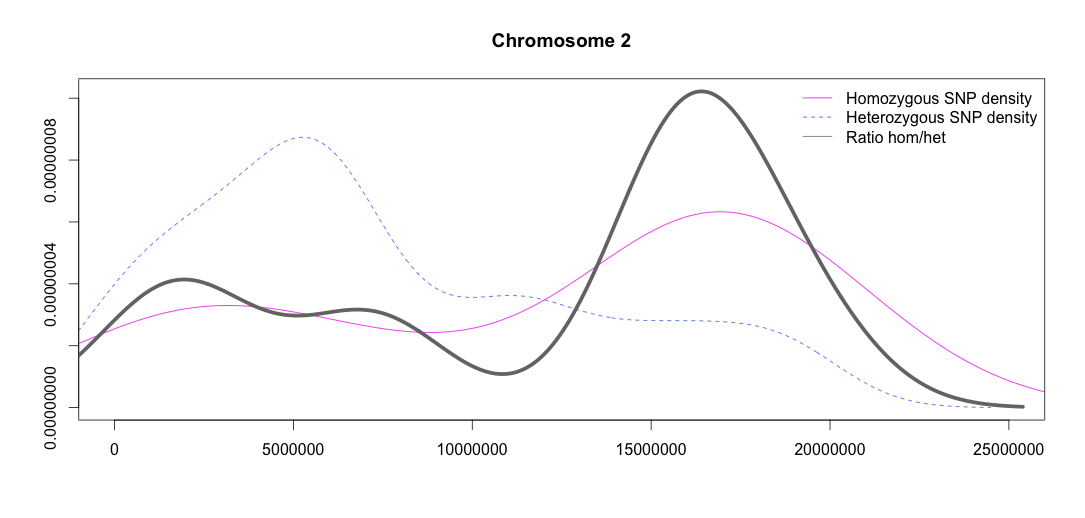 Chromosome 2
Homozygous SNP density
Heterozygous SNP density
Ratio hom/het
0.00000008
0.00000004
0.00000000
0
5000000
10000000
15000000
20000000
25000000